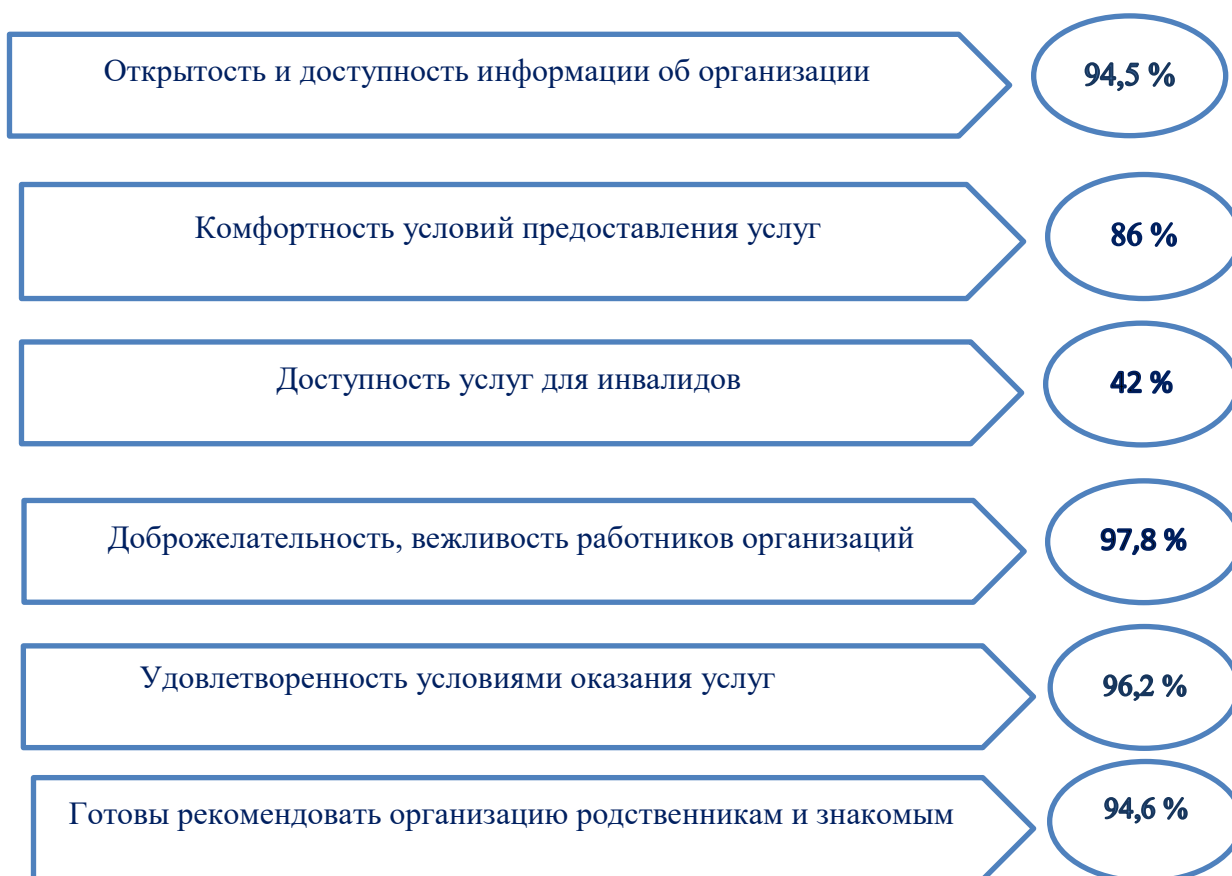 Открытость и доступность информации об организации
94,5 %
Комфортность условий предоставления услуг
86 %
Доступность услуг для инвалидов
42 %
Доброжелательность, вежливость работников организаций
97,8 %
Удовлетворенность условиями оказания услуг
96,2 %
Готовы рекомендовать организацию родственникам и знакомым
94,6 %